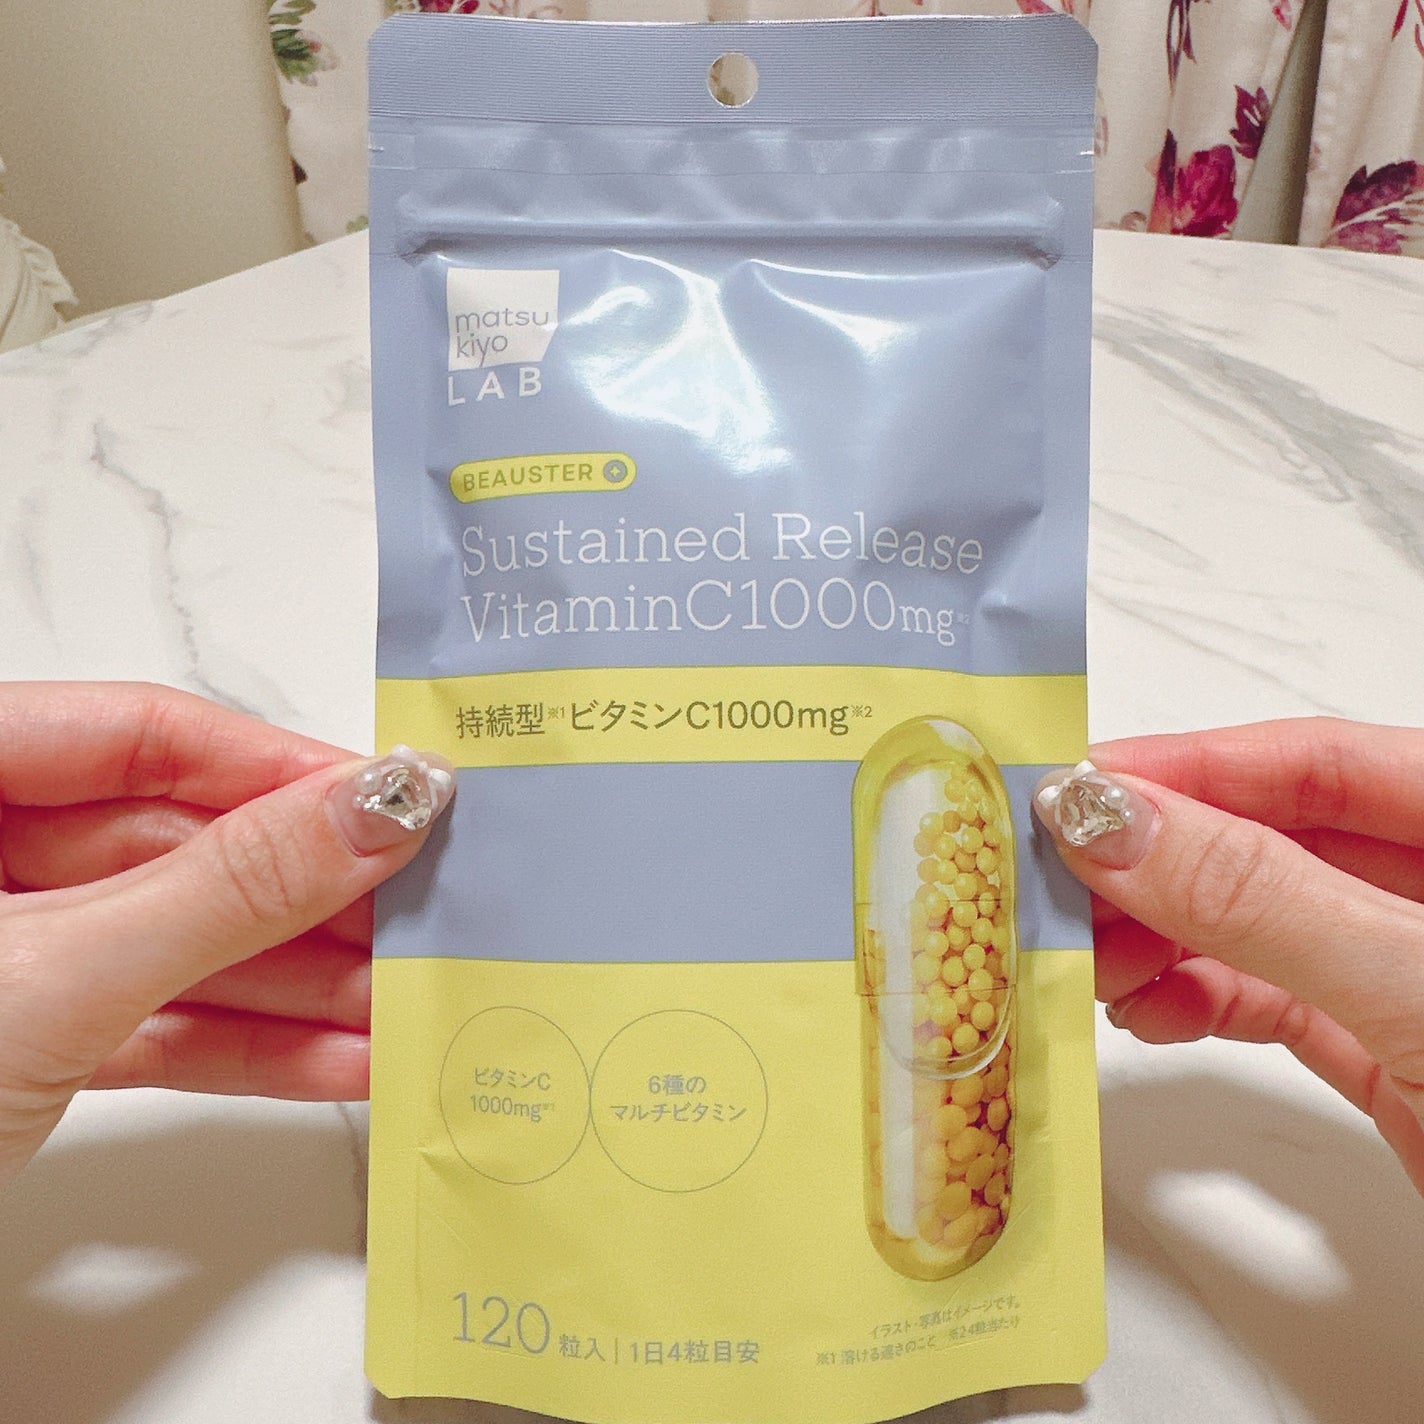 matsu
kiyo
LAB
BEAUSTER
Sustained Release
VitaminC1000mg※2
持続型※1ビタミンC1000mg※2
ビタミンC
1000mg※1
6種の
マルチビタミン
120粒入|1日4粒目安
イラスト・写真はイメージです。
※1 溶ける速さのこと ※2 4粒当たり